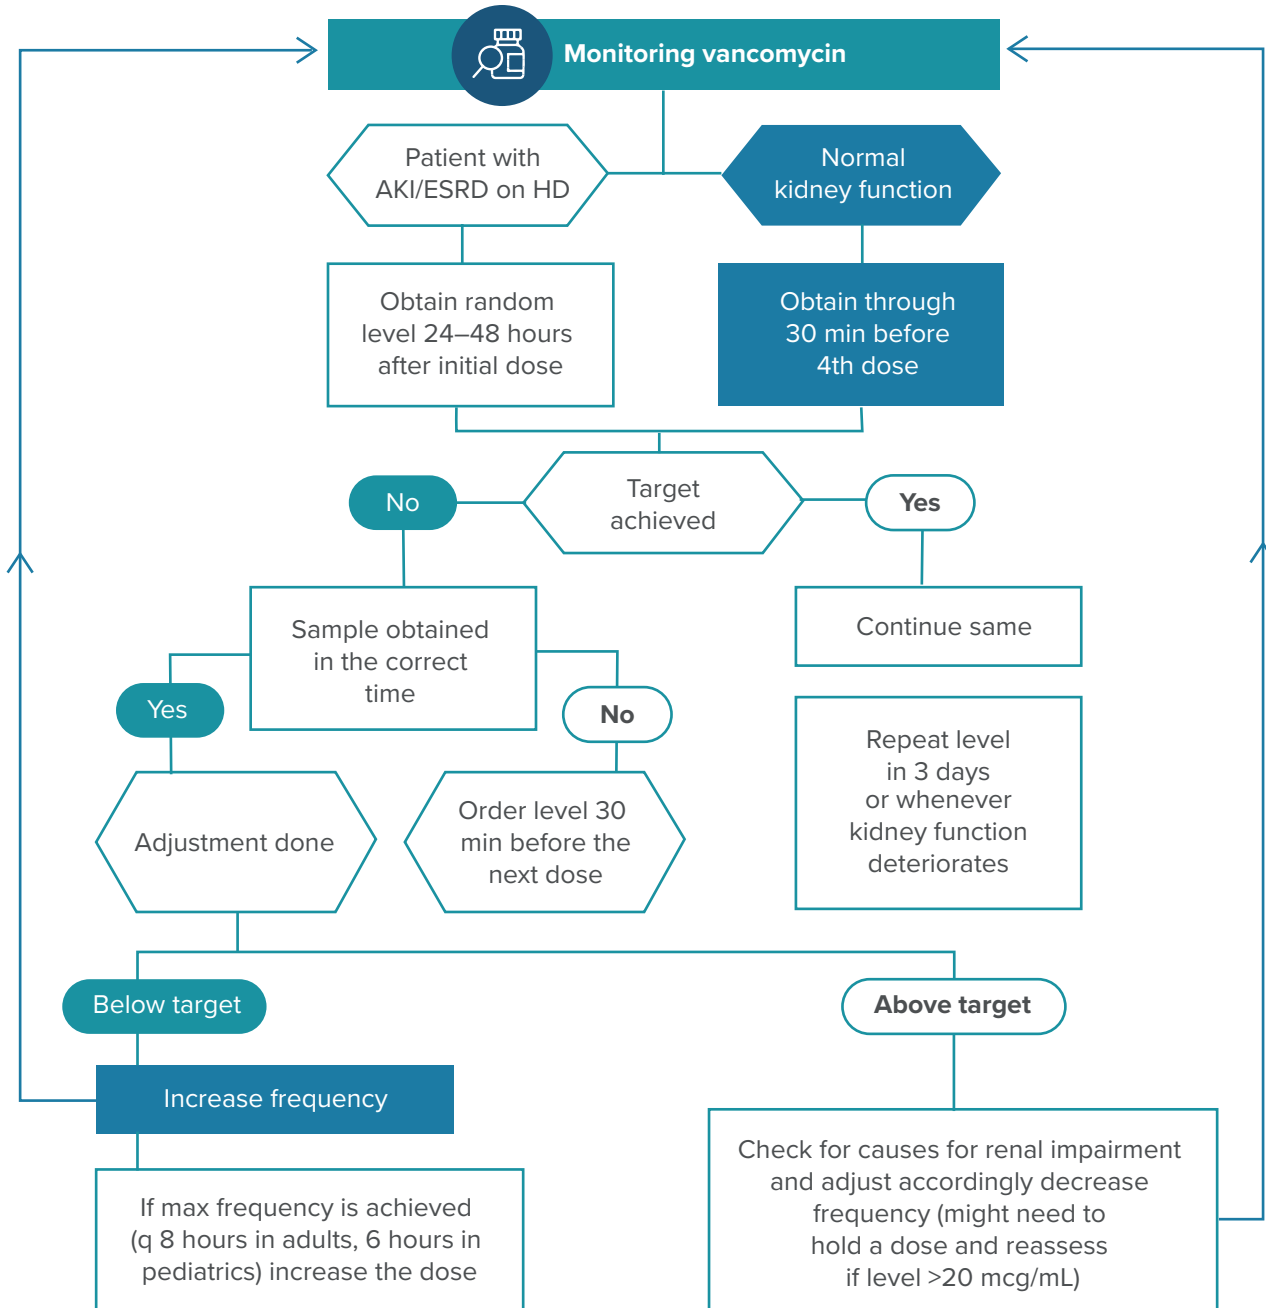 Monitoring vancomycin
Patient with
AKI/ESRD on HD
Normal
kidney function
Obtain random
level 24–48 hours
after initial dose
Obtain through
30 min before
4th dose
Target
achieved
No
Yes
Sample obtained
in the correct
time
Continue same
Yes
No
Repeat level
in 3 days
or whenever
kidney function
deteriorates
Adjustment done
Order level 30
min before the
next dose
Below target
Above target
Increase frequency
If max frequency is achieved
(q 8 hours in adults, 6 hours in
pediatrics) increase the dose
Check for causes for renal impairment
and adjust accordingly decrease
frequency (might need to
hold a dose and reassess
if level >20 mcg/mL)